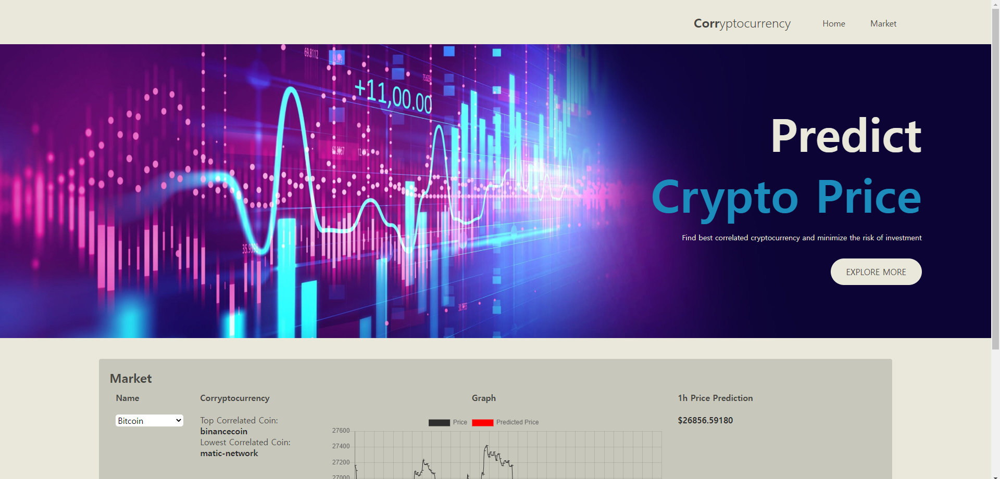 Corryptocurrency Home Market
69.8112
+11,00.00
Predict
Crypto Price
Find best correlated cryptocurrency and minimize the risk of investment
EXPLORE MORE
Market
Name Corryptocurrency Graph 1h Price Prediction
Bitcoin
Top Correlated Coin:
binancecoin
Lowest Correlated Coin:
matic-network
Price Predicted Price
27600
27400
27200
27000
$26856.59180